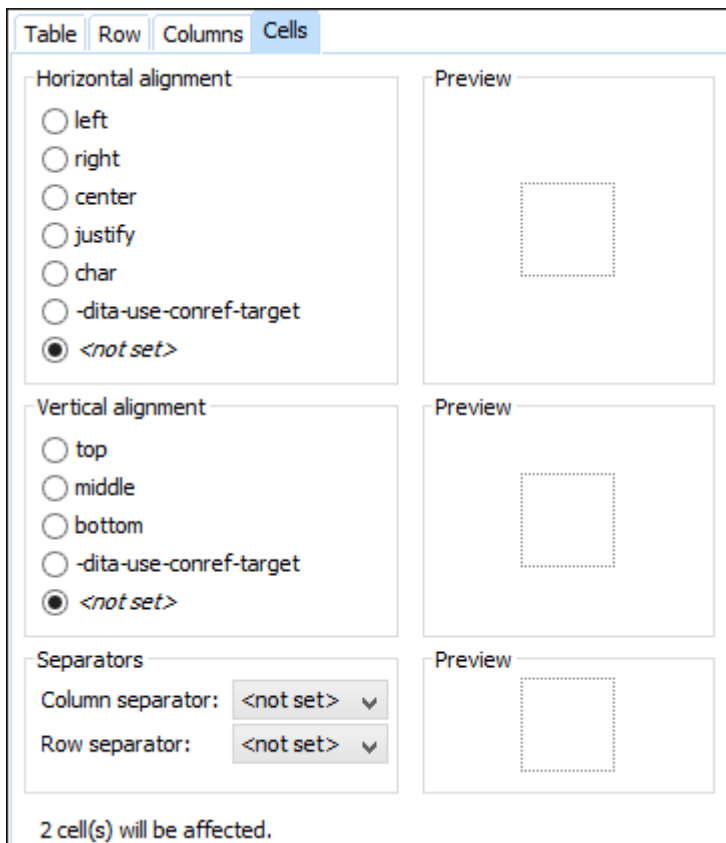 Table Row Columns Cells
Horizontal alignment
left
right
center
justify
char
-dita-use-conref-target
<not set>
Preview
Vertical alignment
top
middle
bottom
-dita-use-conref-target
<not set>
Preview
Separators
Column separator: <not set>
Row separator: <not set>
Preview
2 cell(s) will be affected.